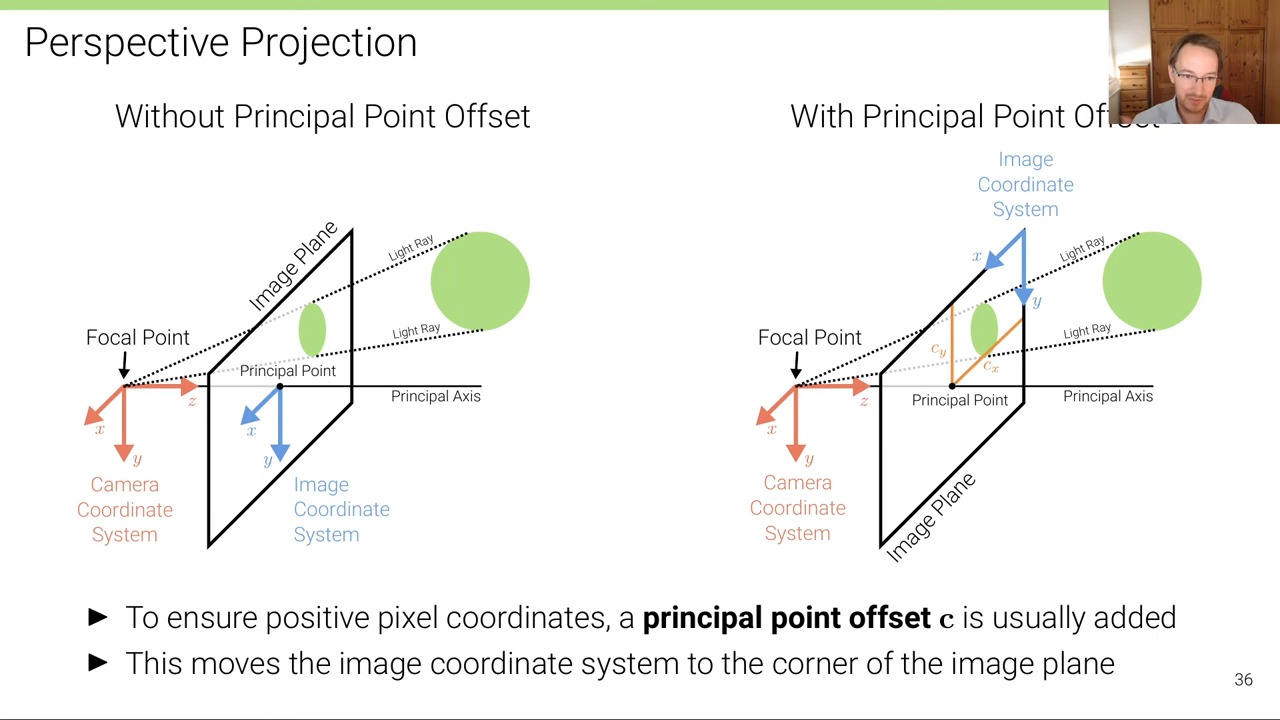 Perspective Projection
Without Principal Point Offset
Image Plane
Light Ray
Light Ray
Focal Point
Principal Point
Principal Axis
z
x
y
x
y
Camera
Coordinate
System
Image
Coordinate
System
With Principal Point Offset
Image
Coordinate
System
x
y
Light Ray
Light Ray
Focal Point
c_y
c_x
Principal Point
Principal Axis
z
x
y
Camera
Coordinate
System
Image Plane
► To ensure positive pixel coordinates, a principal point offset c is usually added
► This moves the image coordinate system to the corner of the image plane
36